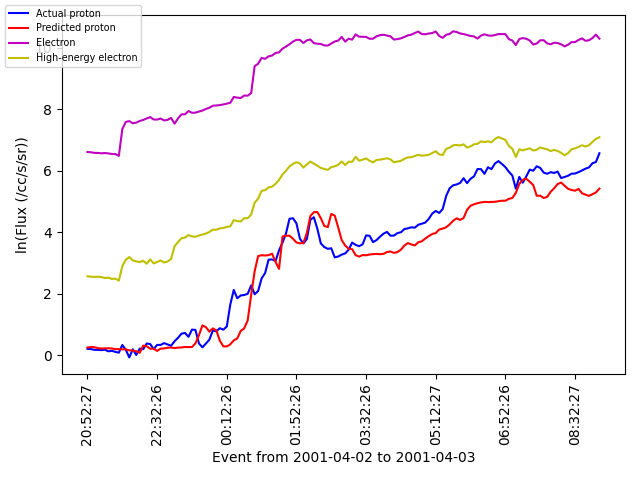 Actual proton
Predicted proton
Electron
High-energy electron
10
8
6
4
2
0
ln(Flux (/cc/s/sr))
20:52:27
22:32:26
00:12:26
01:52:26
03:32:26
05:12:27
06:52:26
08:32:27
Event from 2001-04-02 to 2001-04-03